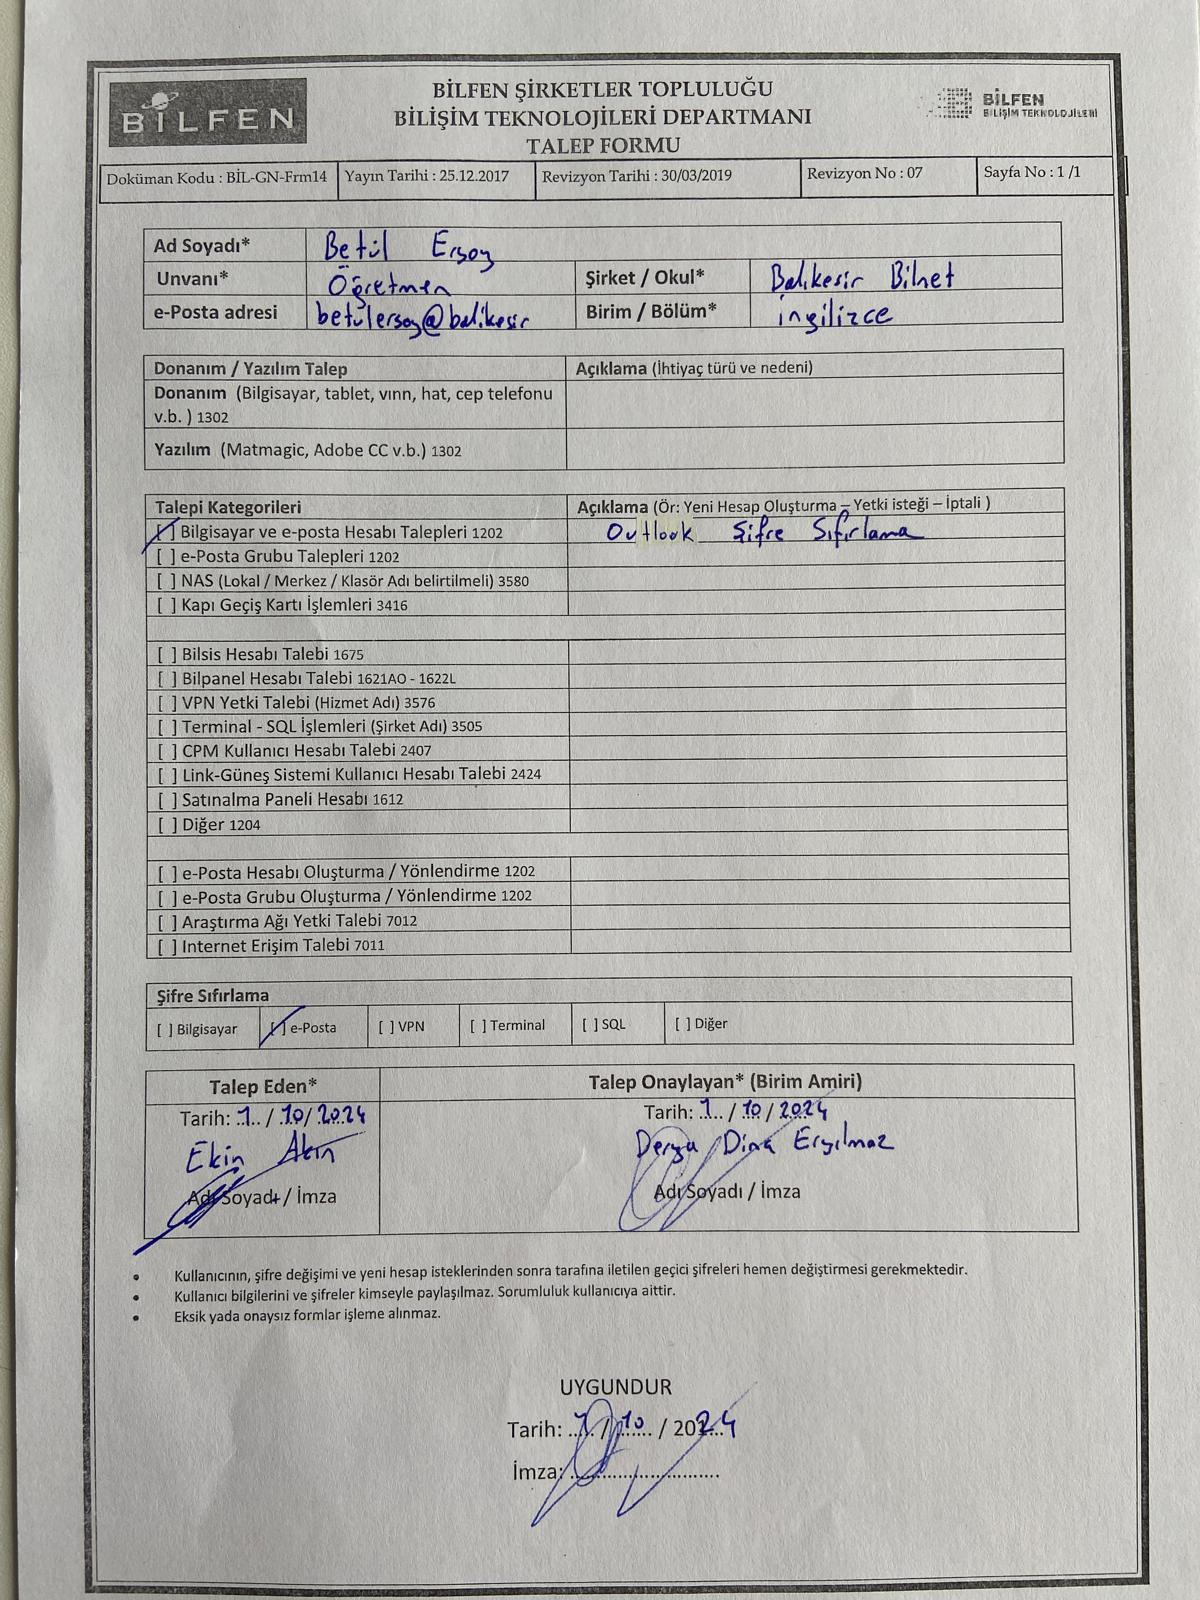 BİLFEN
BİLFEN ŞİRKETLER TOPLULUĞU
BİLİŞİM TEKNOLOJİLERİ DEPARTMANI
TALEP FORMU
BİLFEN
BİLİŞİM TEKNOLOJİLERİ
Doküman Kodu : BİL-GN-Frm14 Yayın Tarihi : 25.12.2017 Revizyon Tarihi : 30/03/2019 Revizyon No : 07 Sayfa No : 1 /1
Ad Soyadı* Betül Ersoy
Unvanı* Öğretmen Şirket / Okul* Balıkesir Bilnet
e-Posta adresi betulersoy@balikesir Birim / Bölüm* ingilizce
Donanım / Yazılım Talep Açıklama (İhtiyaç türü ve nedeni)
Donanım (Bilgisayar, tablet, vınn, hat, cep telefonu
v.b. ) 1302
Yazılım (Matmagic, Adobe CC v.b.) 1302
Talepi Kategorileri Açıklama (Ör: Yeni Hesap Oluşturma – Yetki isteği – İptali )
[ ] Bilgisayar ve e-posta Hesabı Talepleri 1202 Outlook Şifre Sıfırlama
[ ] e-Posta Grubu Talepleri 1202
[ ] NAS (Lokal / Merkez / Klasör Adı belirtilmeli) 3580
[ ] Kapı Geçiş Kartı İşlemleri 3416
[ ] Bilsis Hesabı Talebi 1675
[ ] Bilpanel Hesabı Talebi 1621AO - 1622L
[ ] VPN Yetki Talebi (Hizmet Adı) 3576
[ ] Terminal - SQL İşlemleri (Şirket Adı) 3505
[ ] CPM Kullanıcı Hesabı Talebi 2407
[ ] Link-Güneş Sistemi Kullanıcı Hesabı Talebi 2424
[ ] Satınalma Paneli Hesabı 1612
[ ] Diğer 1204
[ ] e-Posta Hesabı Oluşturma / Yönlendirme 1202
[ ] e-Posta Grubu Oluşturma / Yönlendirme 1202
[ ] Araştırma Ağı Yetki Talebi 7012
[ ] Internet Erişim Talebi 7011
Şifre Sıfırlama
[ ] Bilgisayar [ ] e-Posta [ ] VPN [ ] Terminal [ ] SQL [ ] Diğer
Talep Eden* Talep Onaylayan* (Birim Amiri)
Tarih: 1../ 10/ 2024 Tarih: 1.. / 10 / 2024
Ekin Akın Derya Dina Eryılmaz
Adı Soyadı / İmza Adı Soyadı / İmza
• Kullanıcının, şifre değişimi ve yeni hesap isteklerinden sonra tarafına iletilen geçici şifreleri hemen değiştirmesi gerekmektedir.
• Kullanıcı bilgilerini ve şifreler kimseyle paylaşılmaz. Sorumluluk kullanıcıya aittir.
• Eksik yada onaysız formlar işleme alınmaz.
UYGUNDUR
Tarih: 1 / 10 / 2024
İmza: ............................